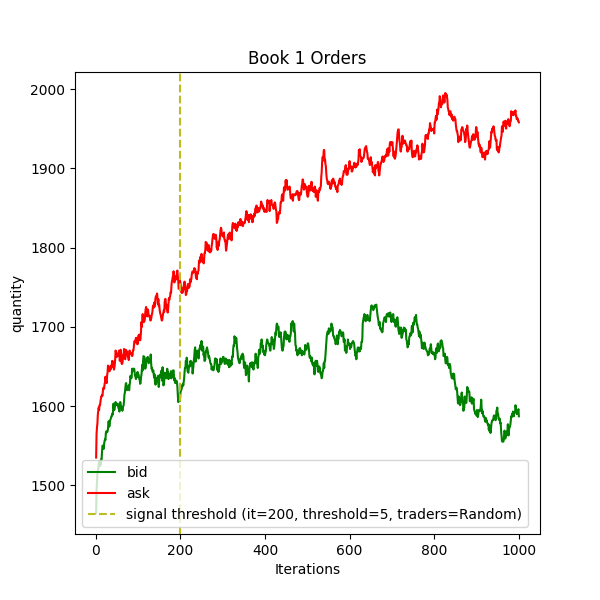 Book 1 Orders
2000
1900
1800
1700
1600
1500
quantity
bid
ask
signal threshold (it=200, threshold=5, traders=Random)
0 200 400 600 800 1000
Iterations